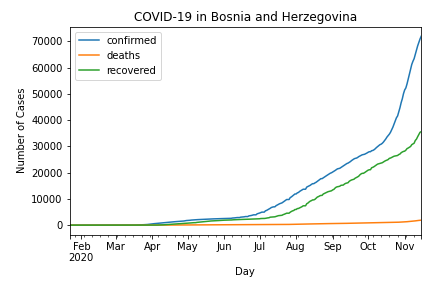 COVID-19 in Bosnia and Herzegovina
confirmed
deaths
recovered
Number of Cases
70000
60000
50000
40000
30000
20000
10000
0
Feb Mar Apr May Jun Jul Aug Sep Oct Nov
2020
Day